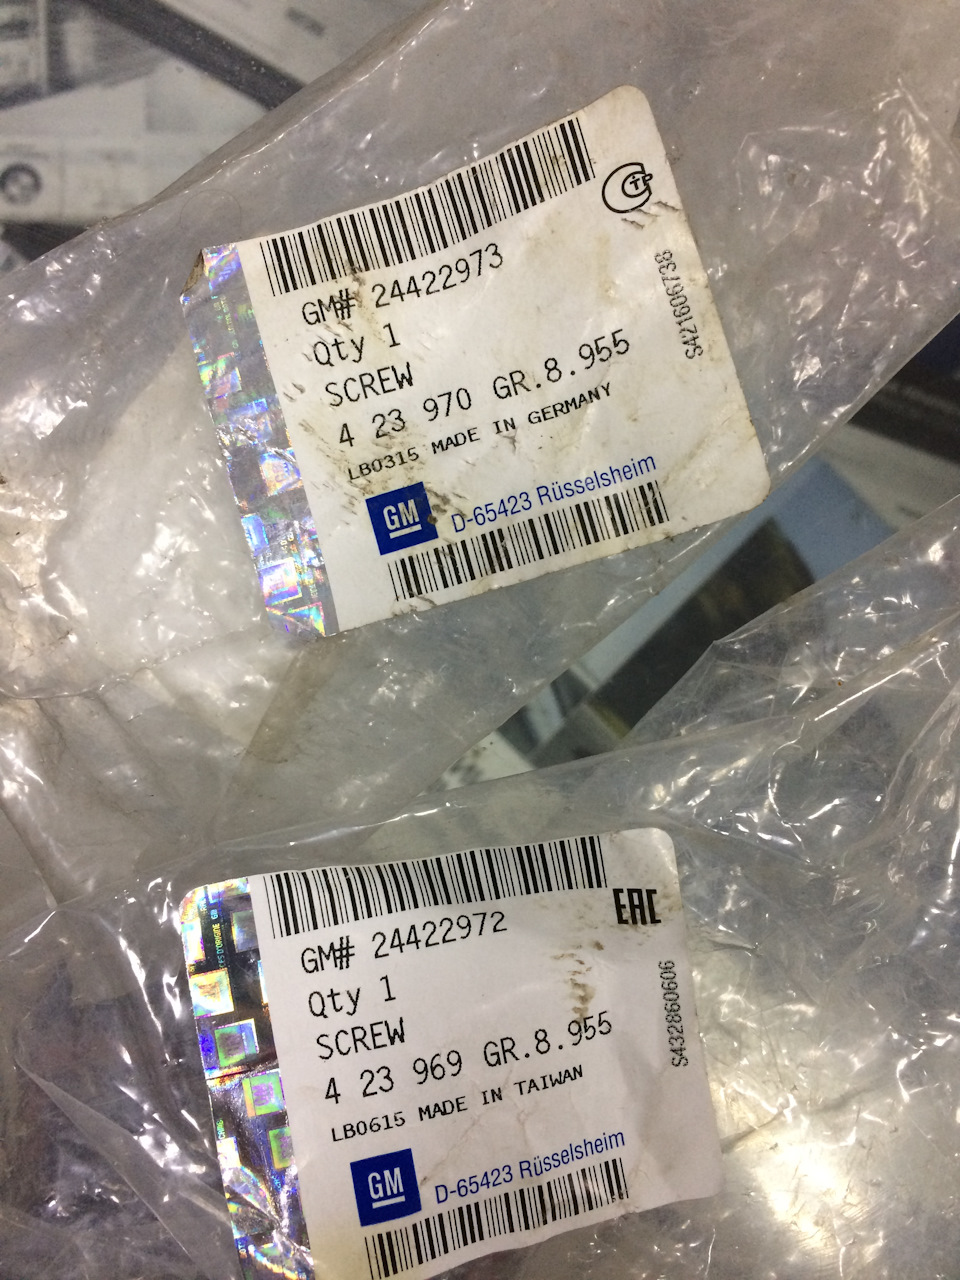 GM# 24422973
Qty 1
SCREW
4 23 970 GR.8.955
LB0315 MADE IN GERMANY
GM
D-65423 Rüsselsheim
S421606738
EAC
GM# 24422972
Qty 1
SCREW
4 23 969 GR.8.955
LB0615 MADE IN TAIWAN
GM
D-65423 Rüsselsheim
S432860606